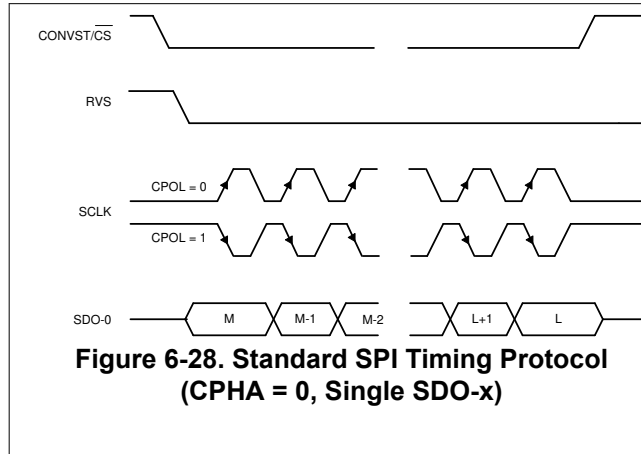 CONVST/CS
RVS
CPOL = 0
SCLK
CPOL = 1
SDO-0 M M-1 M-2 L+1 L
Figure 6-28. Standard SPI Timing Protocol
(CPHA = 0, Single SDO-x)